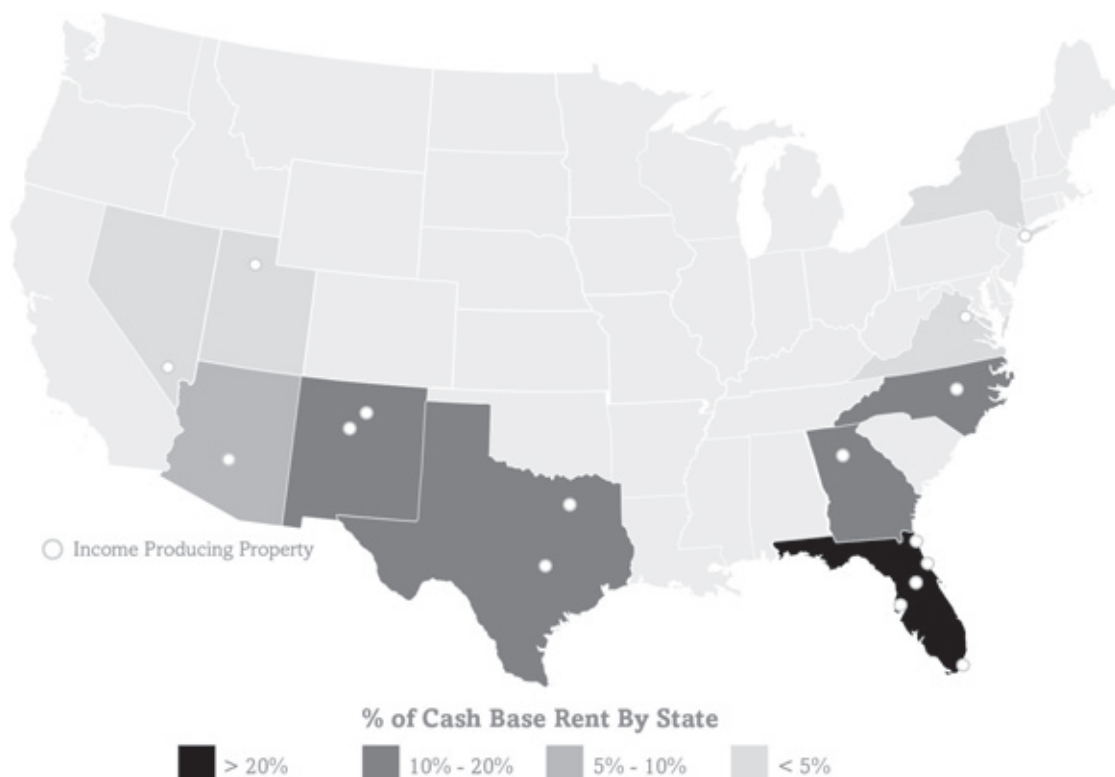 Income Producing Property
% of Cash Base Rent By State
> 20%
10% - 20%
5% - 10%
< 5%